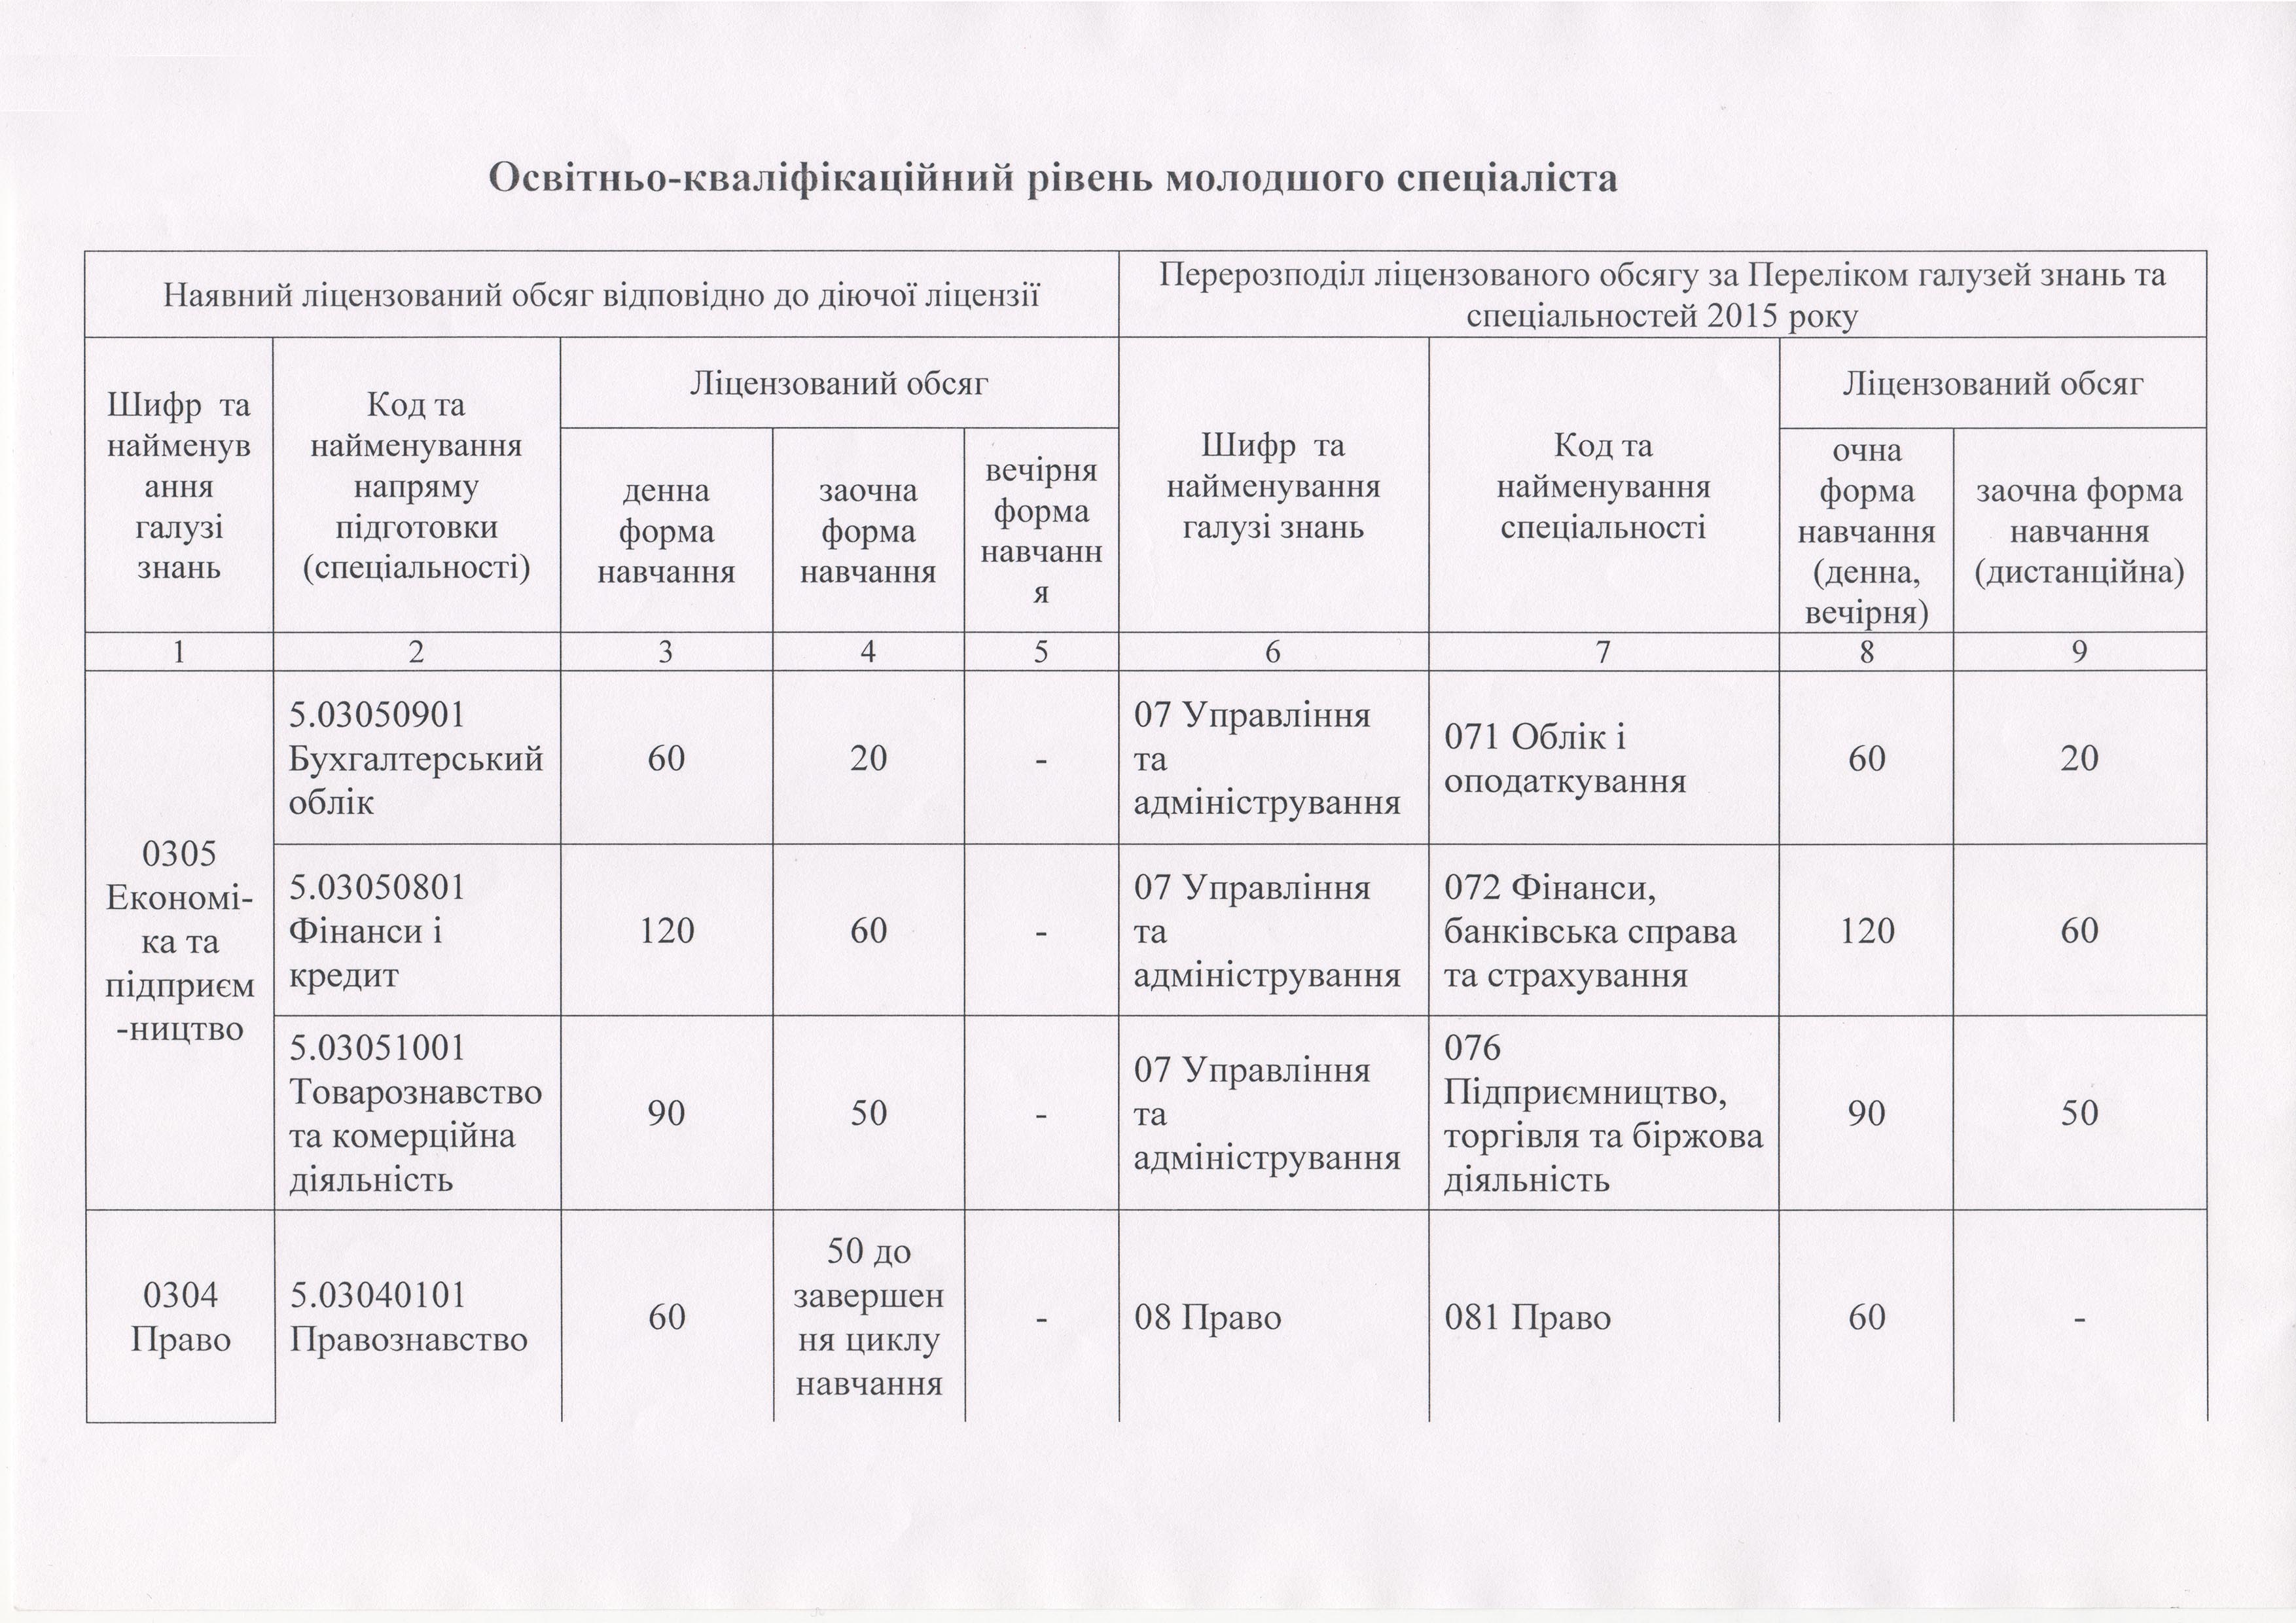 Освітньо-кваліфікаційний рівень молодшого спеціаліста
Наявний ліцензований обсяг відповідно до діючої ліцензії
Перерозподіл ліцензованого обсягу за Переліком галузей знань та
спеціальностей 2015 року
Шифр та
найменув
ання
галузі
знань
Код та
найменування
напряму
підготовки
(спеціальності)
Ліцензований обсяг
денна
форма
навчання
заочна
форма
навчання
вечірня
форма
навчанн
я
Шифр та
найменування
галузі знань
Код та
найменування
спеціальності
Ліцензований обсяг
очна
форма
навчання
(денна,
вечірня)
заочна форма
навчання
(дистанційна)
1
2
3
4
5
6
7
8
9
0305
Економі-
ка та
підприєм
-ництво
5.03050901
Бухгалтерський
облік
60
20
-
07 Управління
та
адміністрування
071 Облік і
оподаткування
60
20
5.03050801
Фінанси і
кредит
120
60
-
07 Управління
та
адміністрування
072 Фінанси,
банківська справа
та страхування
120
60
5.03051001
Товарознавство
та комерційна
діяльність
90
50
-
07 Управління
та
адміністрування
076
Підприємництво,
торгівля та біржова
діяльність
90
50
0304
Право
5.03040101
Правознавство
60
50 до
завершен
ня циклу
навчання
-
08 Право
081 Право
60
-